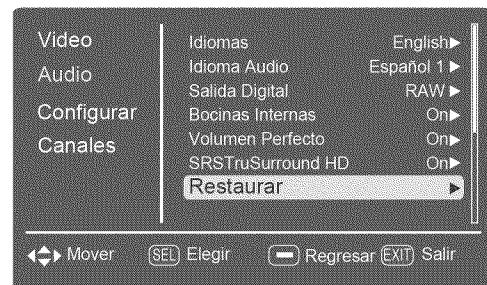 Video
Audio
Configurar
Canales
Idiomas English
Idioma Audio Español 1
Salida Digital RAW
Bocinas Internas On
Volumen Perfecto On
SRSTruSurround HD On
Restaurar
Mover SEL Elegir Regresar EXIT Salir